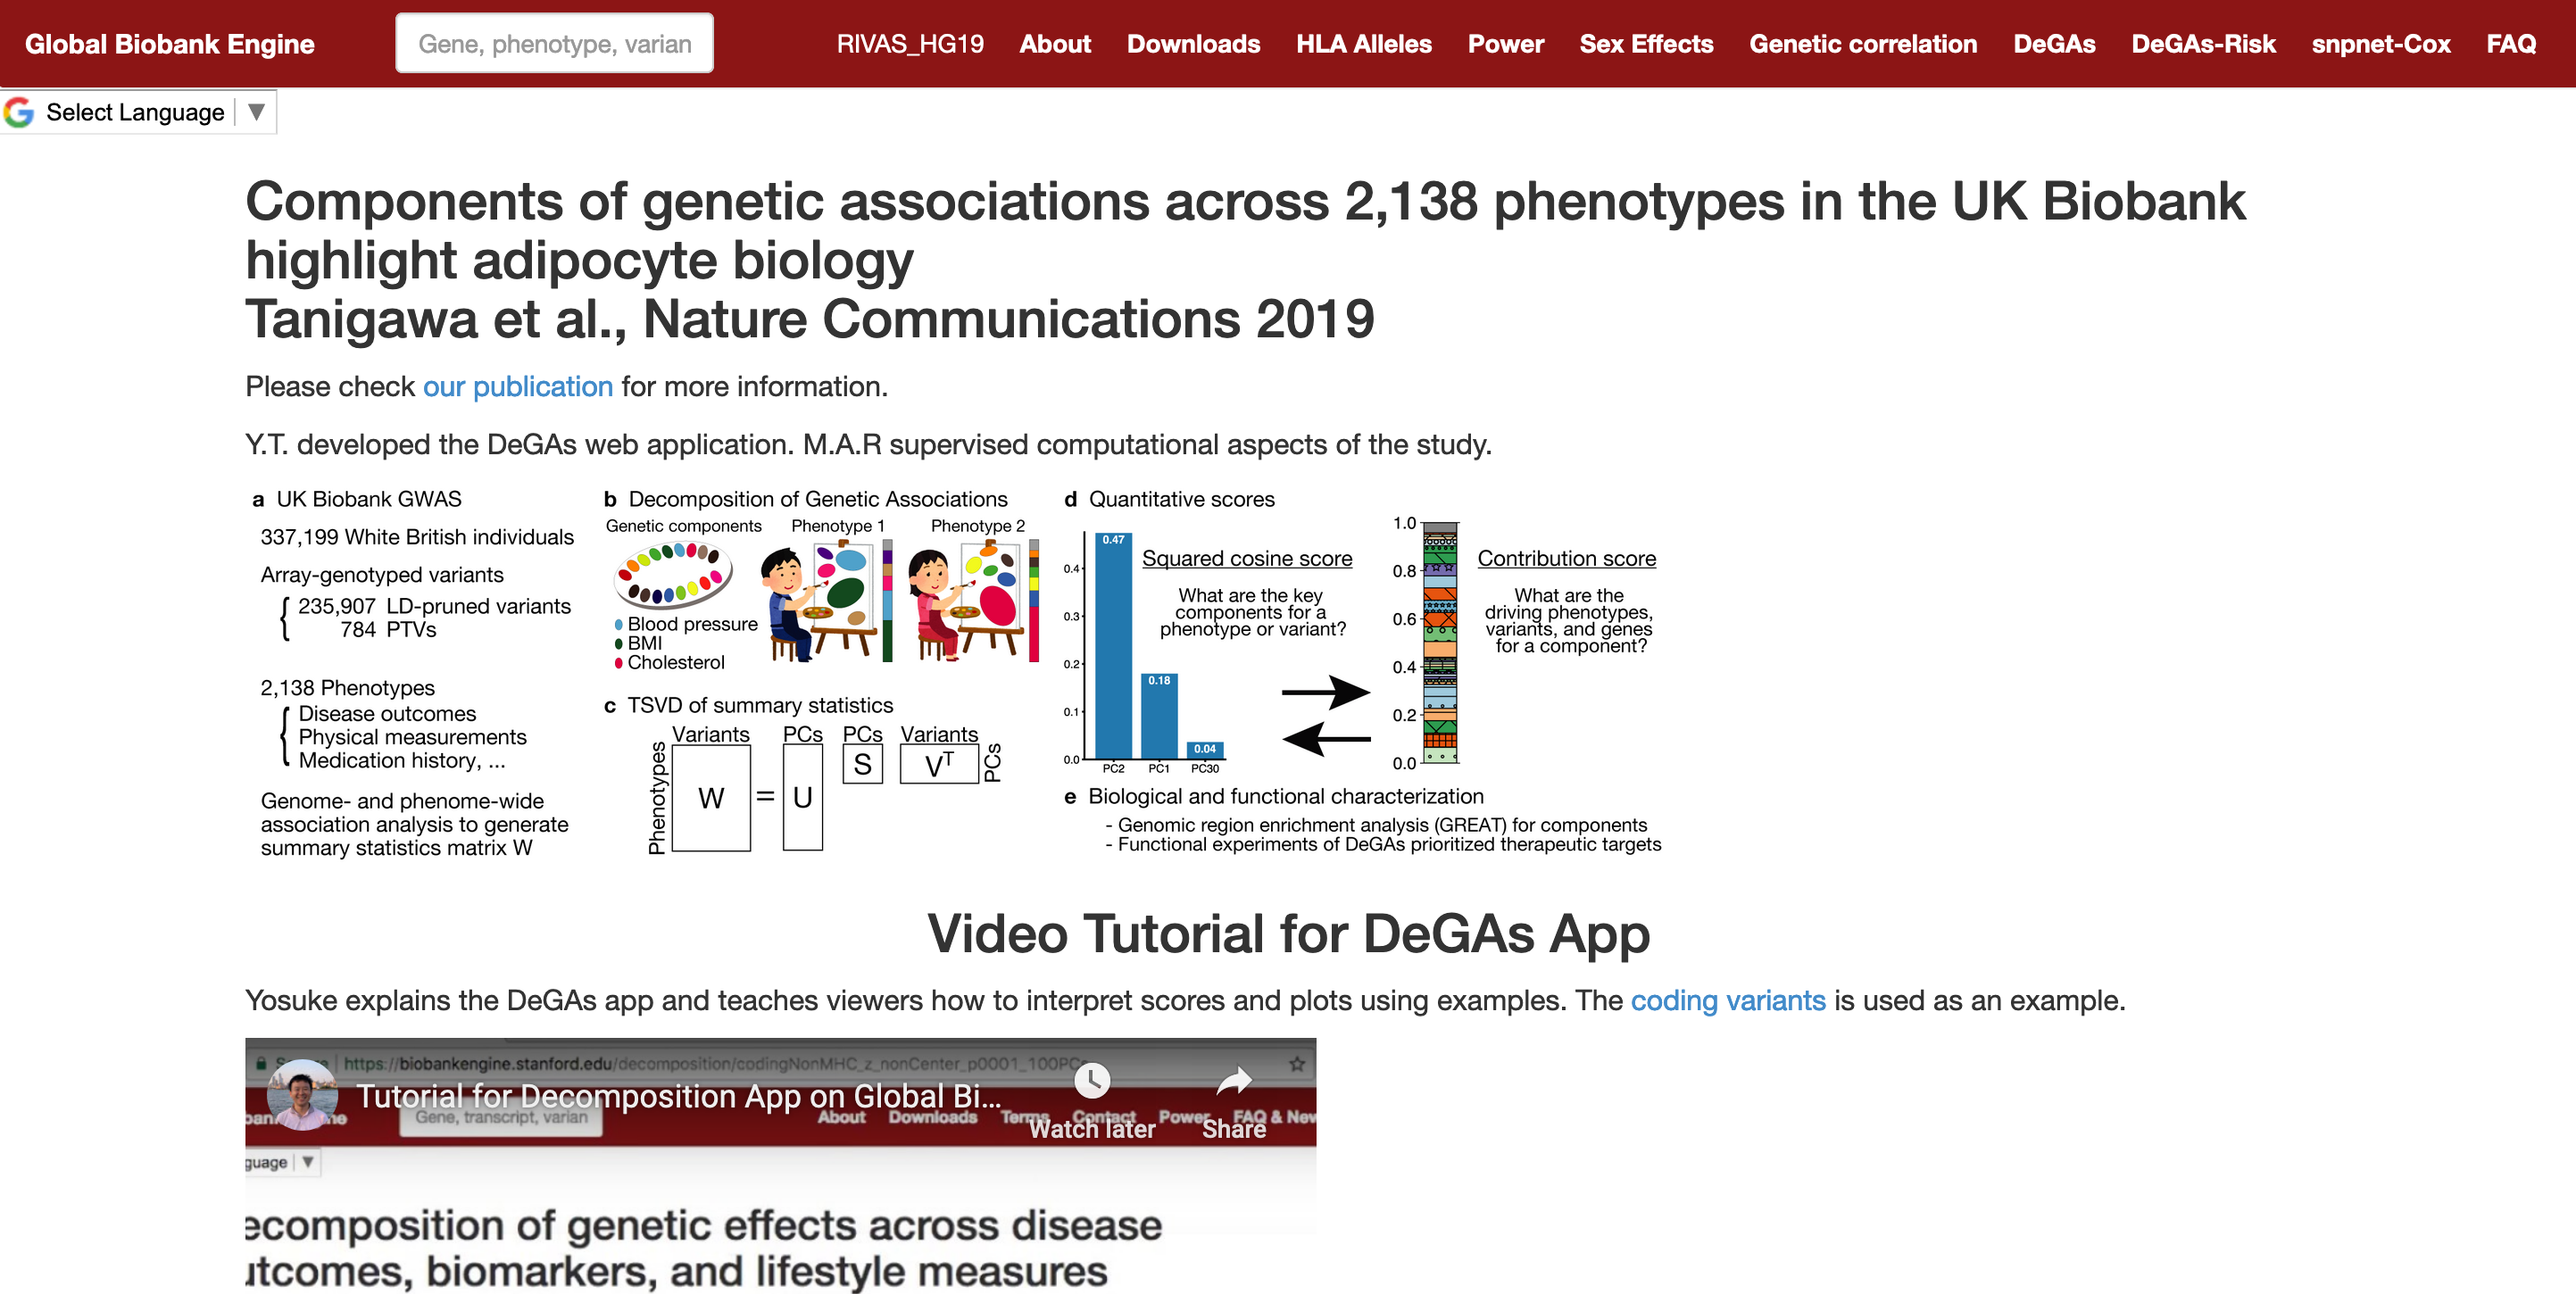 Global Biobank Engine
Gene, phenotype, varian
RIVAS_HG19 About Downloads HLA Alleles Power Sex Effects Genetic correlation DeGAs DeGAs-Risk snpnet-Cox FAQ
Select Language ▼
Components of genetic associations across 2,138 phenotypes in the UK Biobank
highlight adipocyte biology
Tanigawa et al., Nature Communications 2019
Please check our publication for more information.
Y.T. developed the DeGAs web application. M.A.R supervised computational aspects of the study.
a UK Biobank GWAS
337,199 White British individuals
Array-genotyped variants
235,907 LD-pruned variants
784 PTVs
2,138 Phenotypes
Disease outcomes
Physical measurements
Medication history, ...
Genome- and phenome-wide
association analysis to generate
summary statistics matrix W
b Decomposition of Genetic Associations
Genetic components Phenotype 1 Phenotype 2
Blood pressure
BMI
Cholesterol
c TSVD of summary statistics
Variants PCs PCs Variants
Phenotypes
W = U S V^T
PCs
d Quantitative scores
0.4
0.3
0.2
0.1
0.0
0.47
0.18
0.04
PC2 PC1 PC30
Squared cosine score
What are the key
components for a
phenotype or variant?
1.0
0.8
0.6
0.4
0.2
0.0
Contribution score
What are the
driving phenotypes,
variants, and genes
for a component?
e Biological and functional characterization
- Genomic region enrichment analysis (GREAT) for components
- Functional experiments of DeGAs prioritized therapeutic targets
Video Tutorial for DeGAs App
Yosuke explains the DeGAs app and teaches viewers how to interpret scores and plots using examples. The coding variants is used as an example.
https://biobankengine.stanford.edu/decomposition/codingNonMHC_z_nonCenter_p0001_100PCs
Tutorial for Decomposition App on Global Bi...
Watch later Share
Gene, transcript, varian
About Downloads Terms Contact Power FAQ & New
guage ▼
ecomposition of genetic effects across disease
utcomes, biomarkers, and lifestyle measures